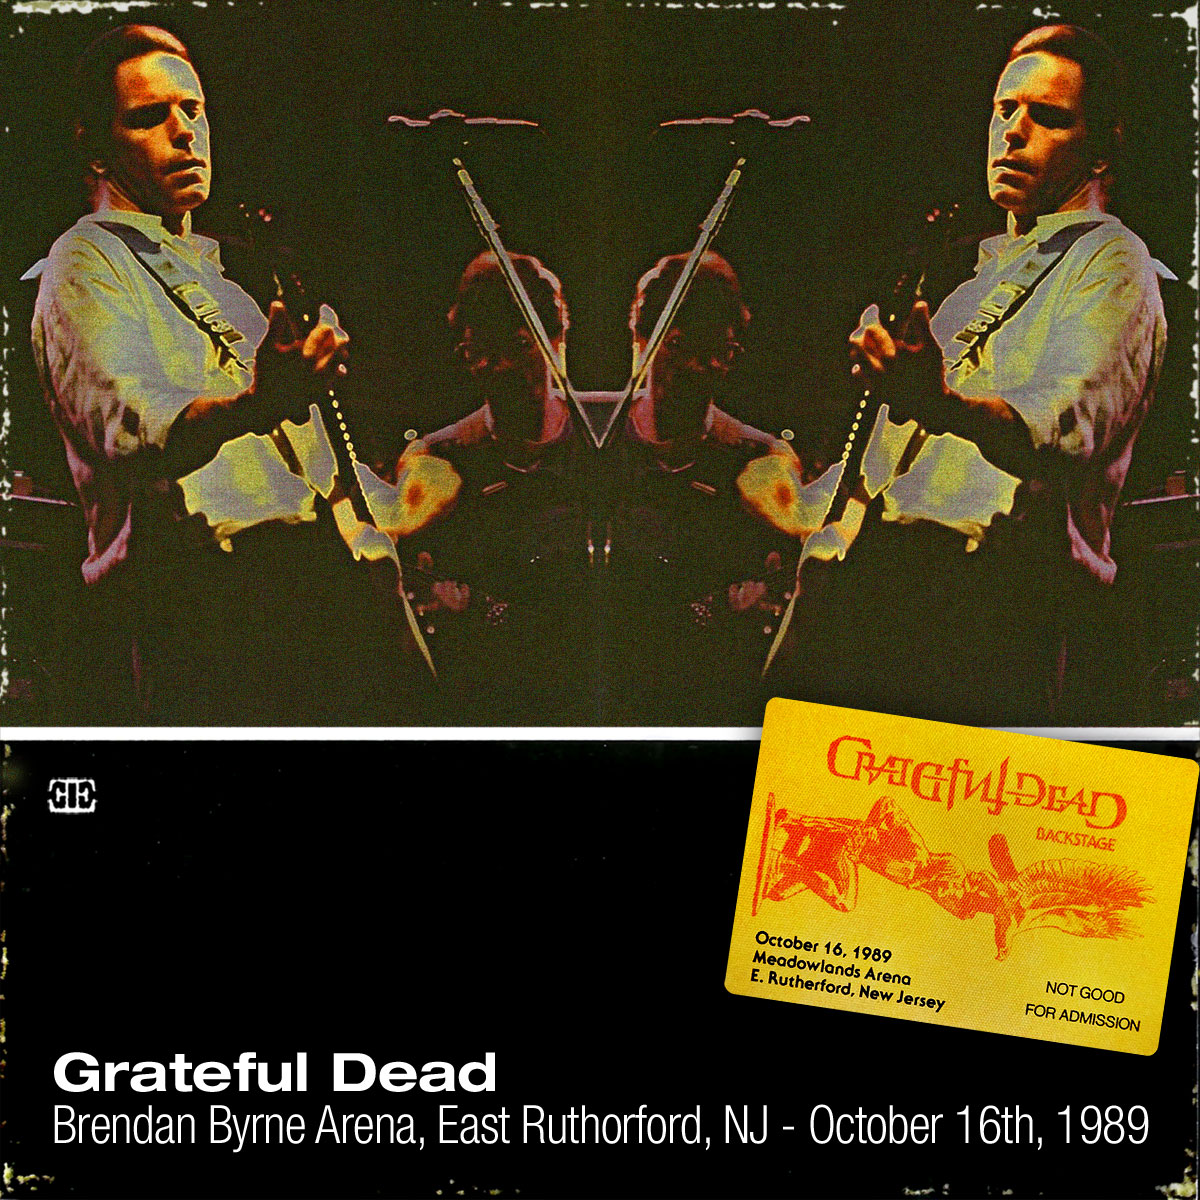 GRATEFUL DEAD
BACKSTAGE
October 16, 1989
Meadowlands Arena
E. Rutherford, New Jersey
NOT GOOD
FOR ADMISSION
Grateful Dead
Brendan Byrne Arena, East Ruthorford, NJ - October 16th, 1989